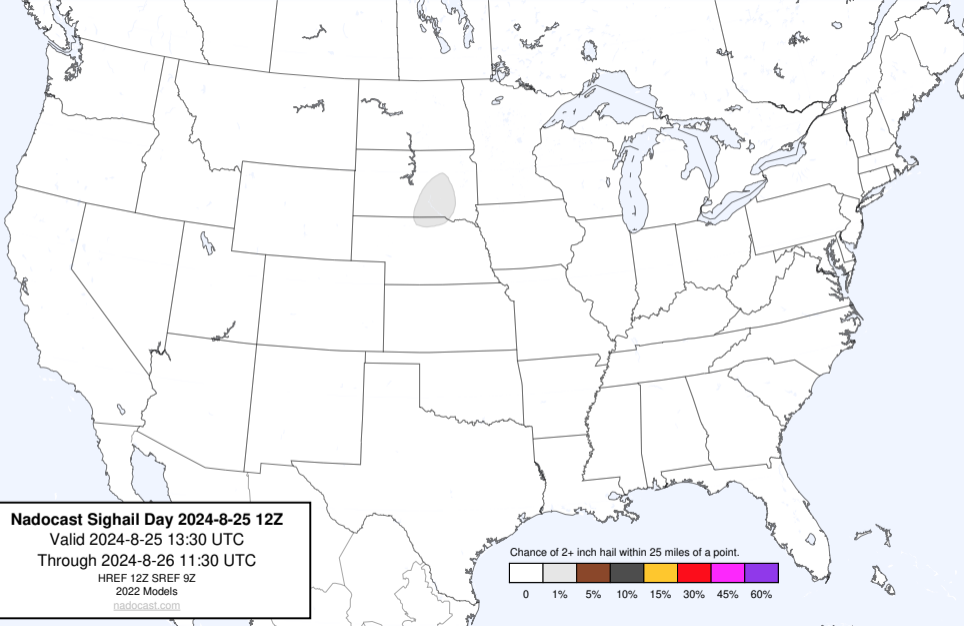 Nadocast Sighail Day 2024-8-25 12Z
Valid 2024-8-25 13:30 UTC
Through 2024-8-26 11:30 UTC
HREF 12Z SREF 9Z
2022 Models
nadocast.com
Chance of 2+ inch hail within 25 miles of a point.
0 1% 5% 10% 15% 30% 45% 60%